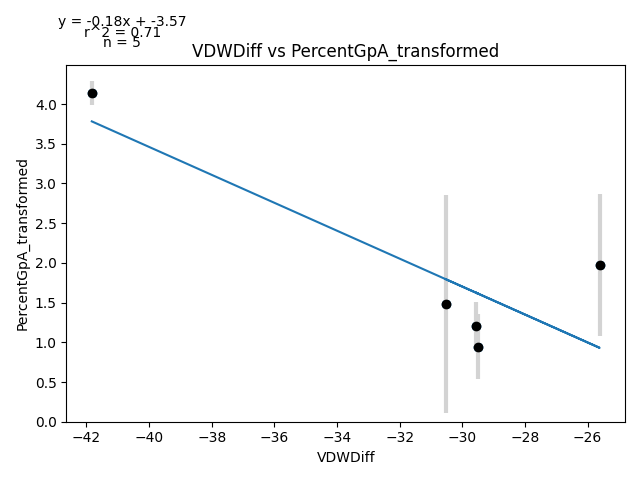 y = -0.18x + -3.57
r^2 = 0.71
n = 5
VDWDiff vs PercentGpA_transformed
PercentGpA_transformed
4.0
3.5
3.0
2.5
2.0
1.5
1.0
0.5
0.0
−42 −40 −38 −36 −34 −32 −30 −28 −26
VDWDiff